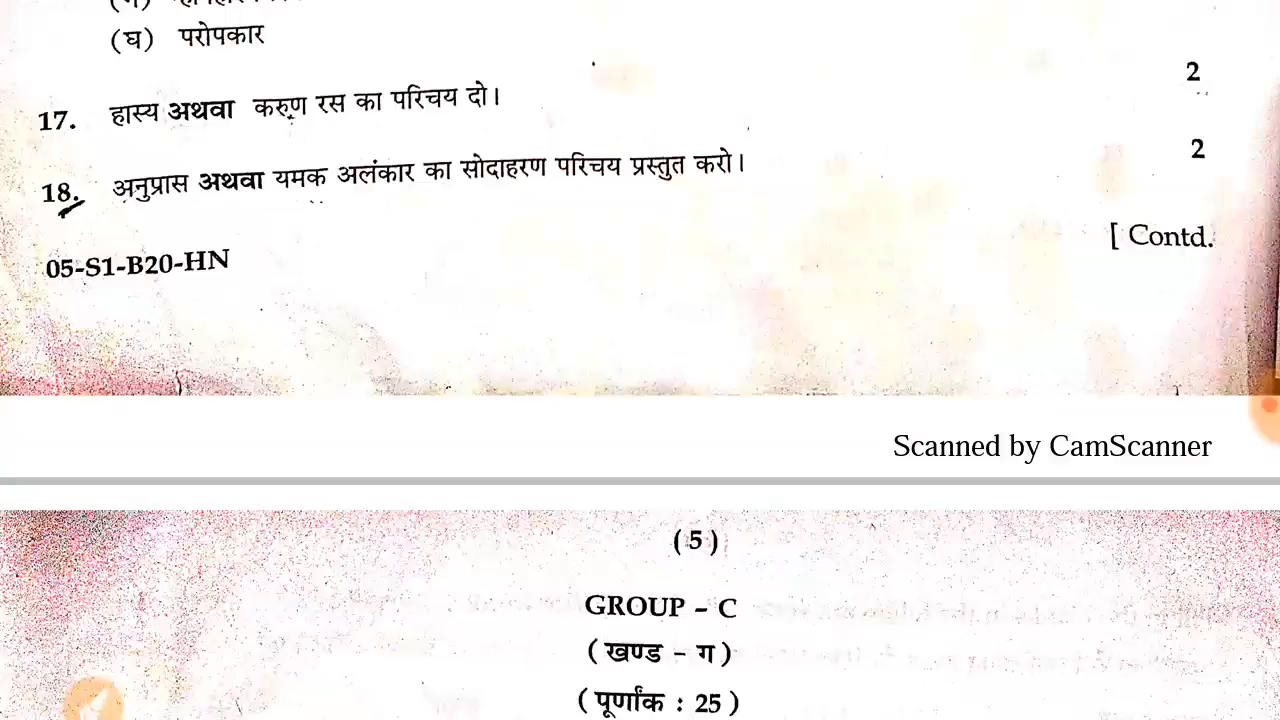 (घ) परोपकार
17. हास्य अथवा करुण रस का परिचय दो। 2
18. अनुप्रास अथवा यमक अलंकार का सोदाहरण परिचय प्रस्तुत करो। 2
05-S1-B20-HN [ Contd.
Scanned by CamScanner
(5)
GROUP – C
( खण्ड – ग )
( पूर्णांक : 25 )